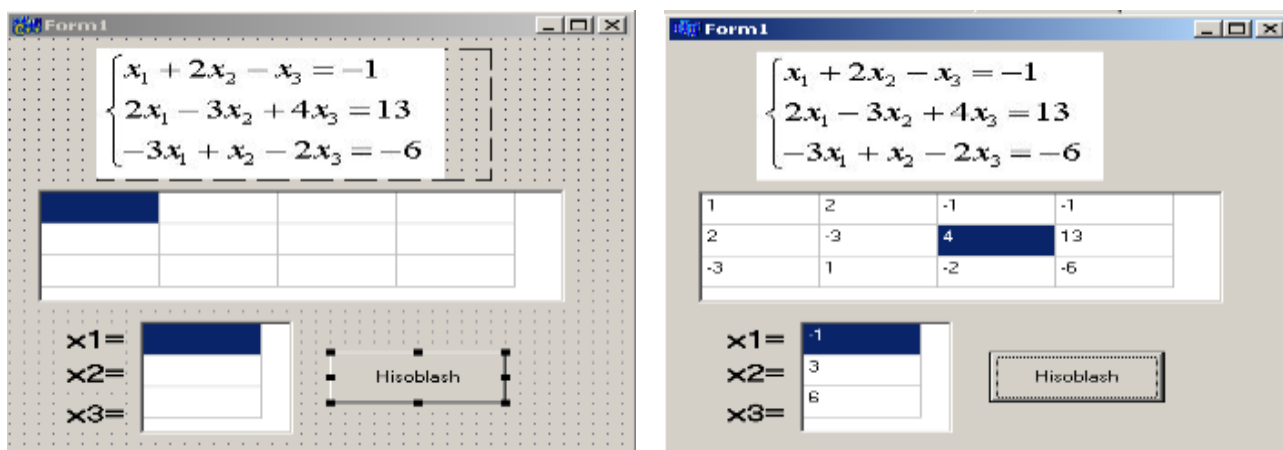 Form1
x₁ + 2x₂ − x₃ = −1
2x₁ − 3x₂ + 4x₃ = 13
−3x₁ + x₂ − 2x₃ = −6
x1=
x2=
x3=
Hisoblash
Form1
x₁ + 2x₂ − x₃ = −1
2x₁ − 3x₂ + 4x₃ = 13
−3x₁ + x₂ − 2x₃ = −6
1 2 -1 -1
2 -3 4 13
-3 1 -2 -6
x1= -1
x2= 3
x3= 6
Hisoblash